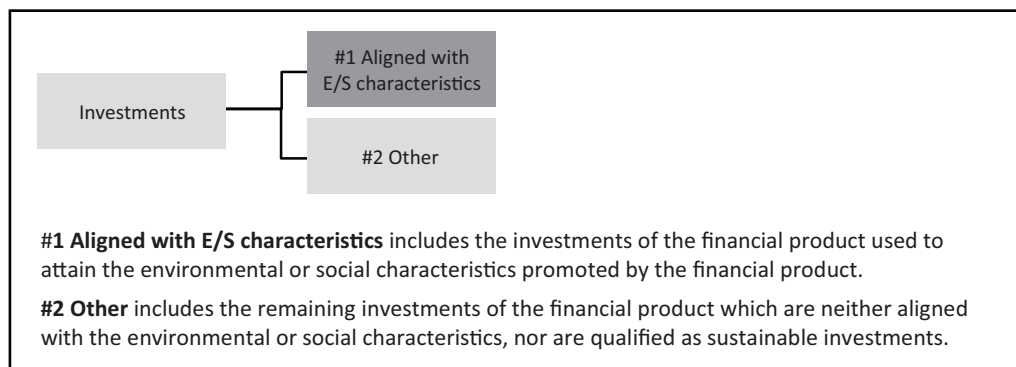 #1 Aligned with
E/S characteristics
Investments
#2 Other
#1 Aligned with E/S characteristics includes the investments of the financial product used to
attain the environmental or social characteristics promoted by the financial product.
#2 Other includes the remaining investments of the financial product which are neither aligned
with the environmental or social characteristics, nor are qualified as sustainable investments.